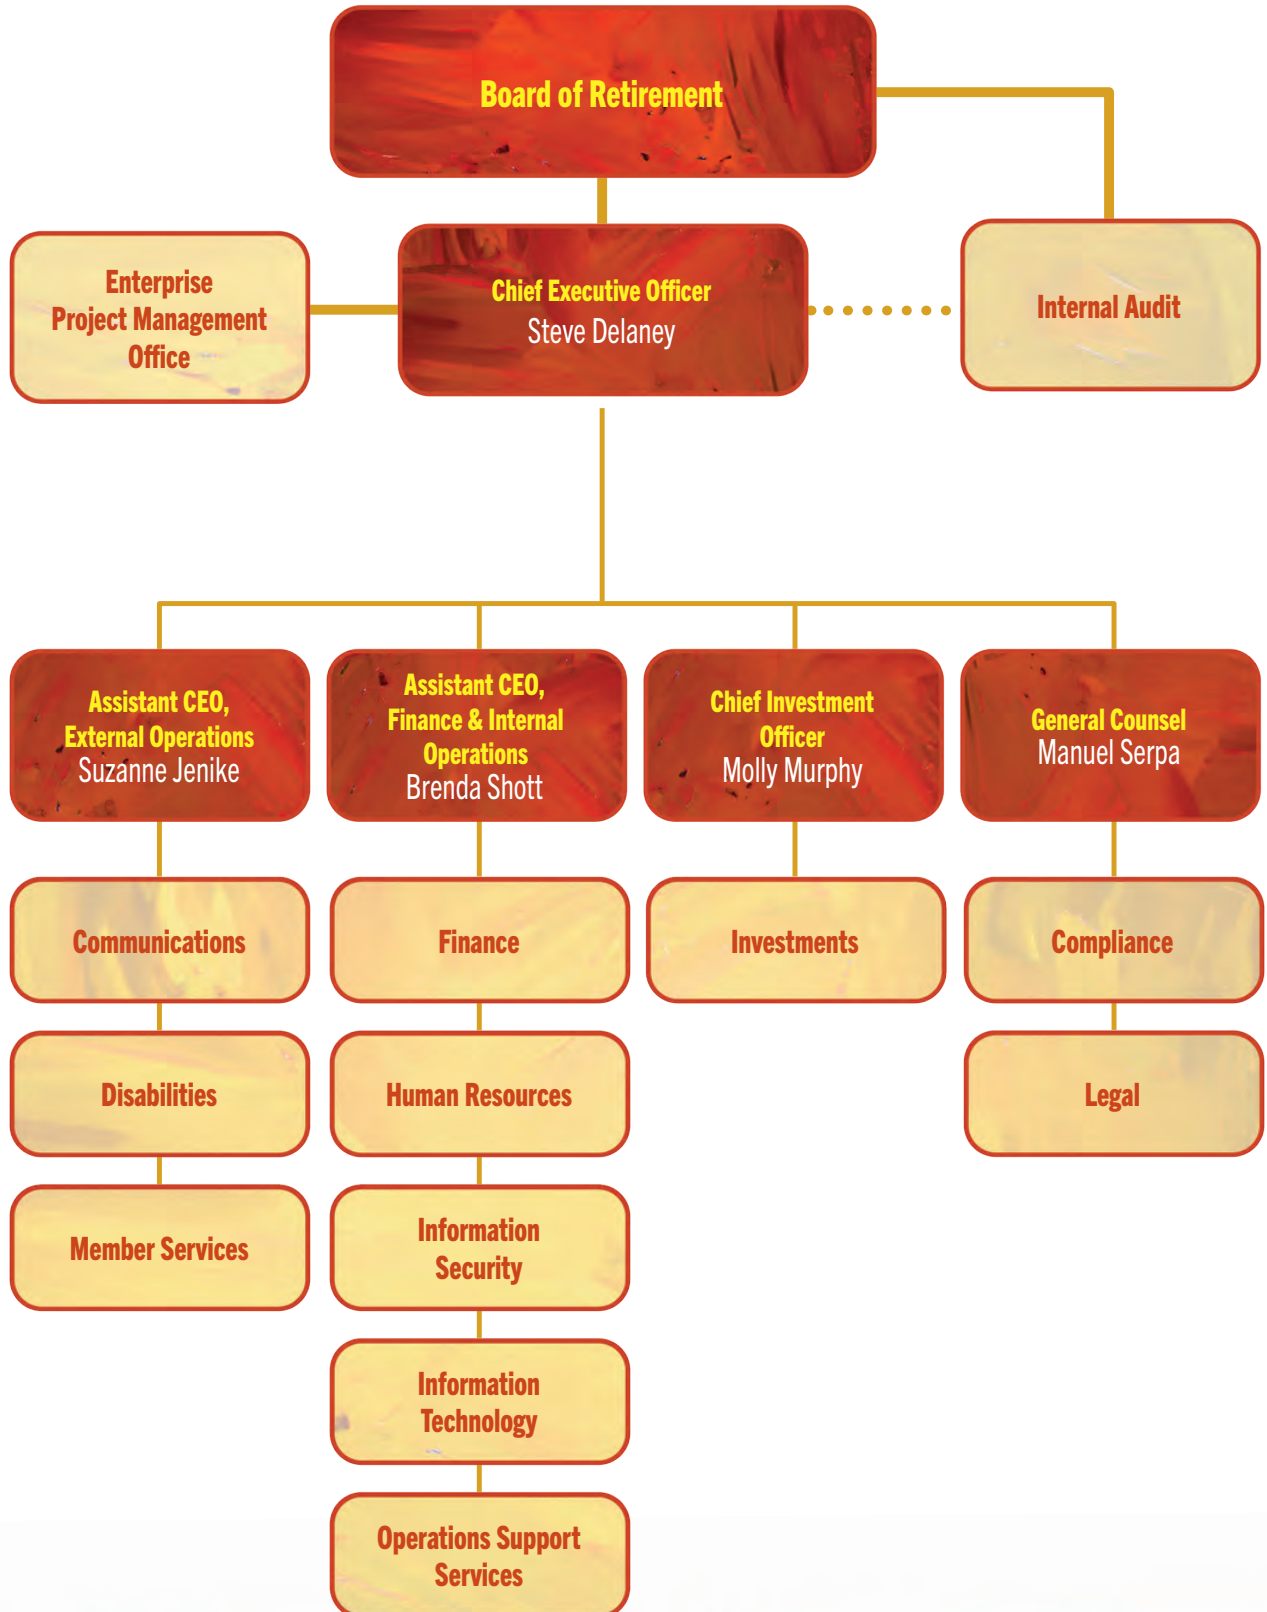 Board of Retirement
Enterprise
Project Management
Office
Chief Executive Officer
Steve Delaney
Internal Audit
Assistant CEO,
External Operations
Suzanne Jenike
Assistant CEO,
Finance & Internal
Operations
Brenda Shott
Chief Investment
Officer
Molly Murphy
General Counsel
Manuel Serpa
Communications
Finance
Investments
Compliance
Disabilities
Human Resources
Legal
Member Services
Information
Security
Information
Technology
Operations Support
Services